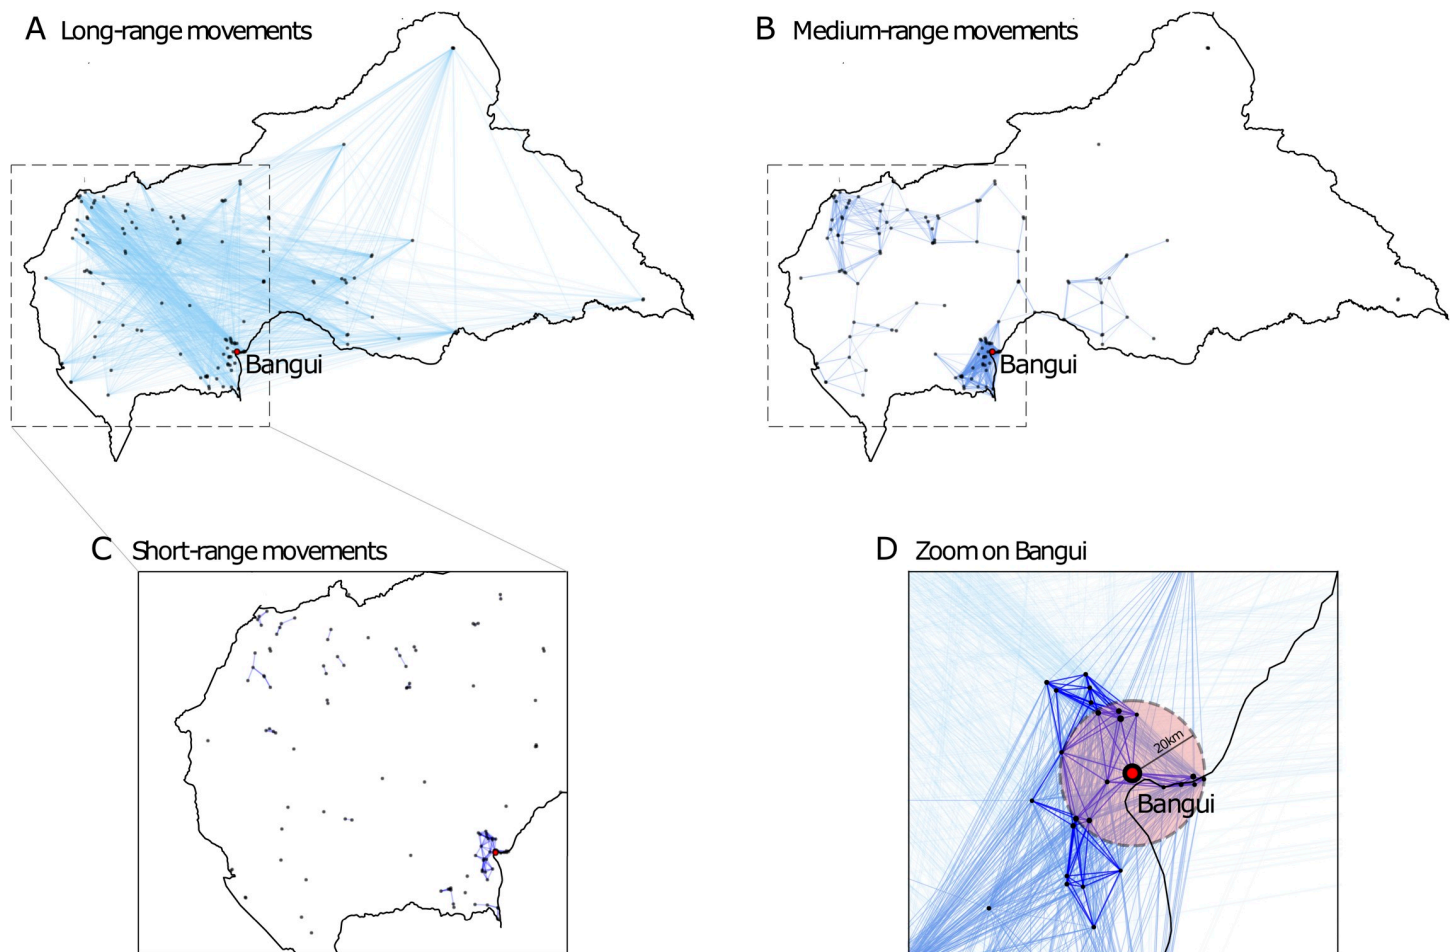 A Long-range movements
B Medium-range movements
Bangui
Bangui
C Short-range movements
D Zoom on Bangui
20km
Bangui